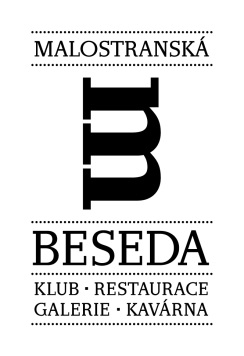 MALOSTRANSKÁ
m
BESEDA
KLUB · RESTAURACE
GALERIE · KAVÁRNA